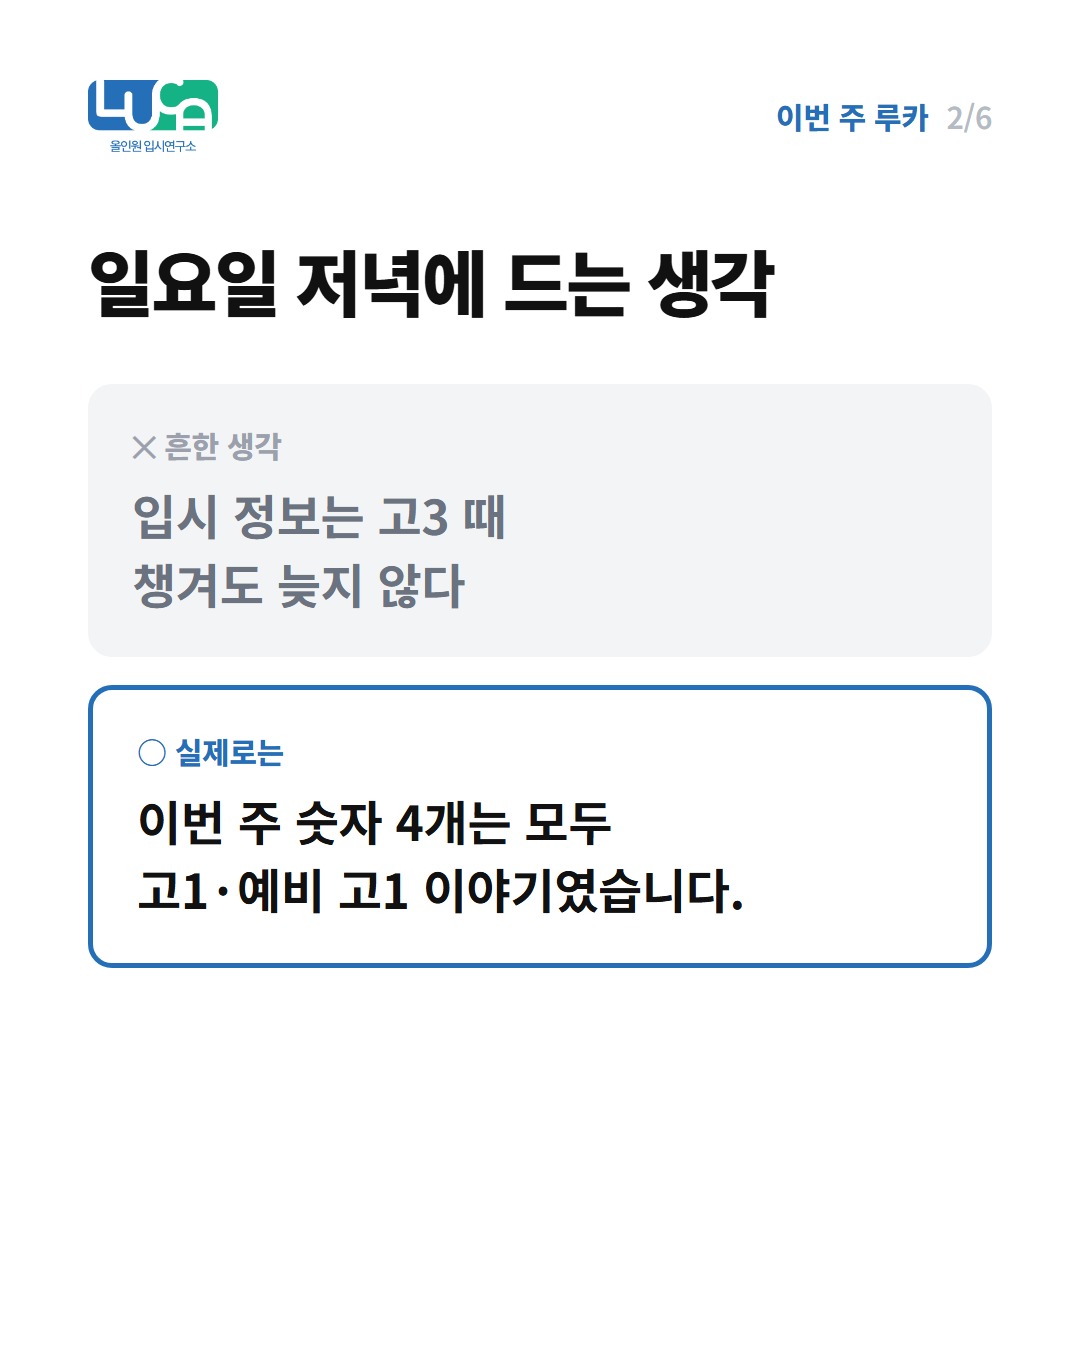 LUCA
올인원 입시연구소
이번 주 루카 2/6
일요일 저녁에 드는 생각
✕ 흔한 생각
입시 정보는 고3 때
챙겨도 늦지 않다
○ 실제로는
이번 주 숫자 4개는 모두
고1·예비 고1 이야기였습니다.